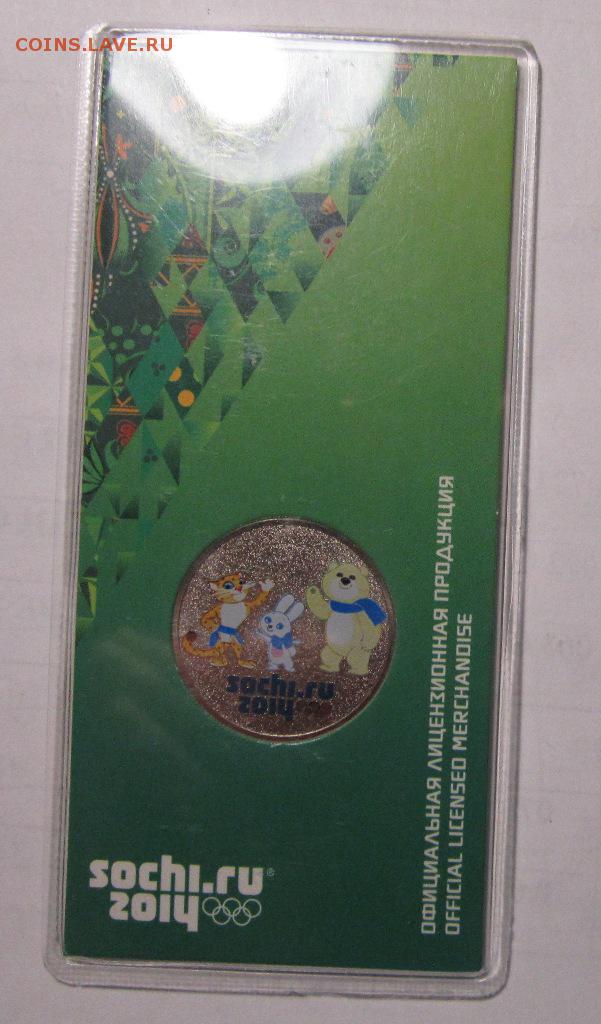 COINS.LAVE.RU
sochi.ru
2014
sochi.ru®
2014
ОФИЦИАЛЬНАЯ ЛИЦЕНЗИОННАЯ ПРОДУКЦИЯ
OFFICIAL LICENSED MERCHANDISE